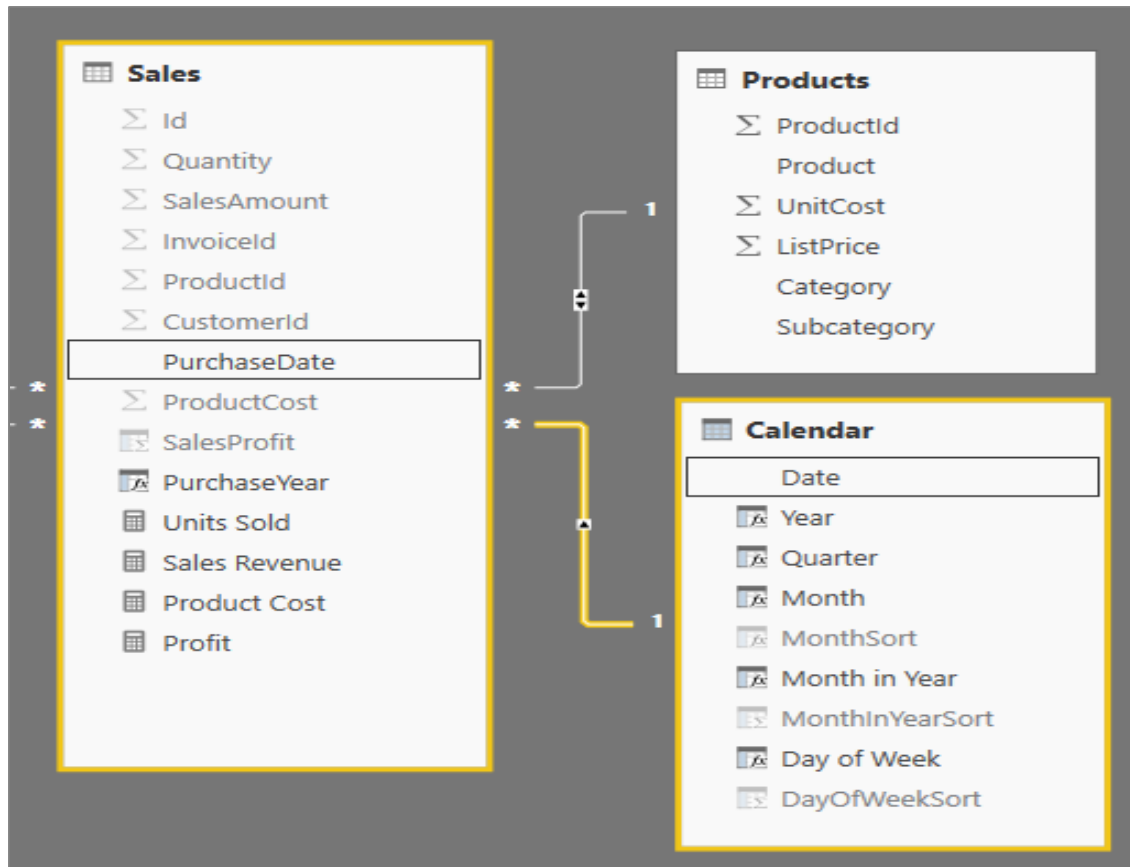 Sales
Id
Quantity
SalesAmount
InvoiceId
ProductId
CustomerId
PurchaseDate
ProductCost
SalesProfit
PurchaseYear
Units Sold
Sales Revenue
Product Cost
Profit
*
*
*
*
1
1
Products
ProductId
Product
UnitCost
ListPrice
Category
Subcategory
Calendar
Date
Year
Quarter
Month
MonthSort
Month in Year
MonthInYearSort
Day of Week
DayOfWeekSort